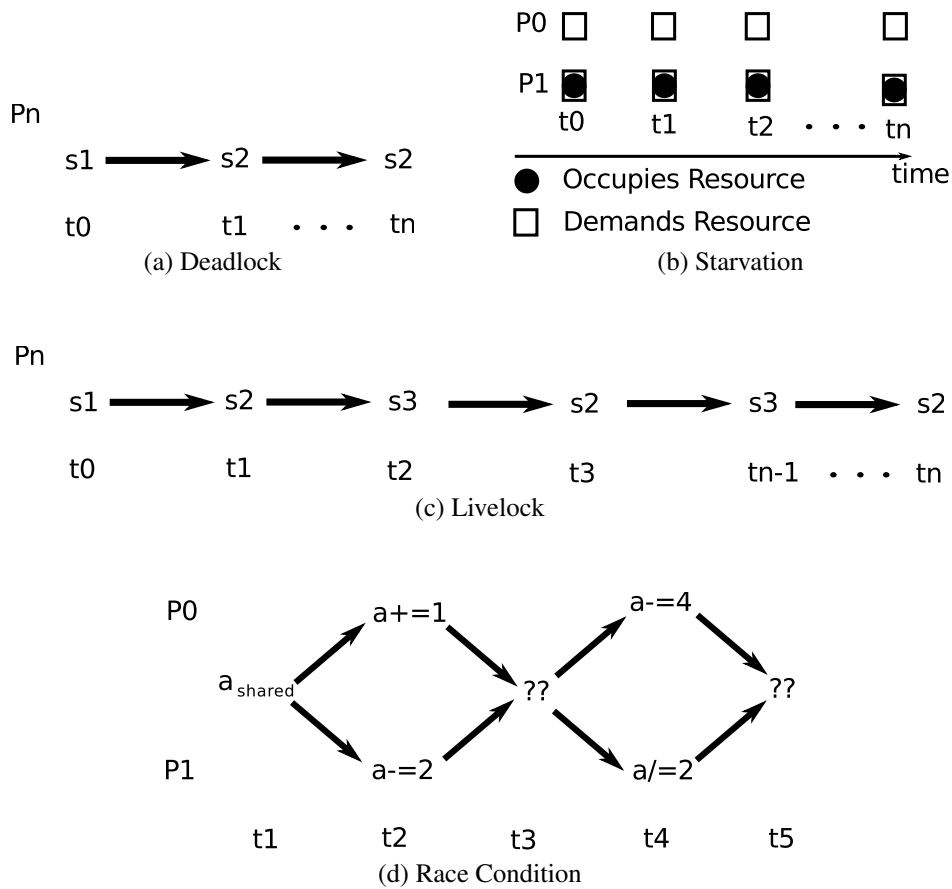 Pn
s1 s2 s2
t0 t1 . . . tn
(a) Deadlock
P0
P1
t0 t1 t2 . . . tn
time
Occupies Resource
Demands Resource
(b) Starvation
Pn
s1 s2 s3 s2 s3 s2
t0 t1 t2 t3 tn-1 . . . tn
(c) Livelock
P0 a+=1 a-=4
a shared ?? ??
P1 a-=2 a/=2
t1 t2 t3 t4 t5
(d) Race Condition